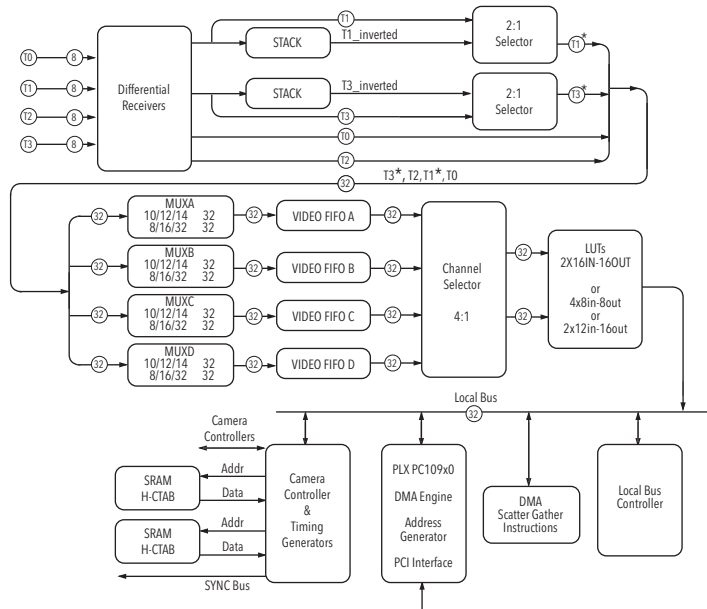 T1
T1_inverted
STACK
2:1
Selector
T1*
T0
8
T1
8
T2
8
T3
8
Differential
Receivers
STACK
T3_inverted
T3
2:1
Selector
T3*
T0
T2
32
T3*, T2,T1*,T0
32
MUXA
10/12/14 32
8/16/32 32
32
VIDEO FIFO A
32
32
MUXB
10/12/14 32
8/16/32 32
32
VIDEO FIFO B
32
32
MUXC
10/12/14 32
8/16/32 32
32
VIDEO FIFO C
32
32
MUXD
10/12/14 32
8/16/32 32
32
VIDEO FIFO D
32
Channel
Selector
4:1
32
32
LUTs
2X16IN-16OUT
or
4x8in-8out
or
2x12in-16out
Local Bus
32
Camera
Controllers
SRAM
H-CTAB
Addr
Data
SRAM
H-CTAB
Addr
Data
SYNC Bus
Camera
Controller
&
Timing
Generators
PLX PC109x0
DMA Engine
Address
Generator
PCI Interface
DMA
Scatter Gather
Instructions
Local Bus
Controller